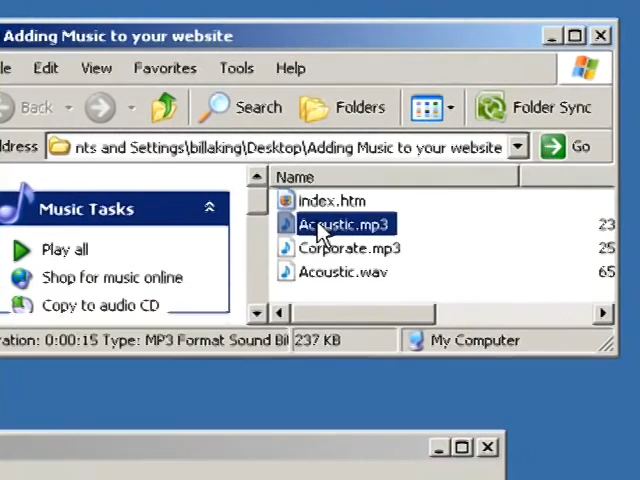 Adding Music to your website
le Edit View Favorites Tools Help
Back Search Folders Folder Sync
ddress nts and Settings\billaking\Desktop\Adding Music to your website Go
Name
Music Tasks
Play all
Shop for music online
Copy to audio CD
index.htm
Acoustic.mp3 23
Corporate.mp3 25
Acoustic.wav 65
ration: 0:00:15 Type: MP3 Format Sound Bi 237 KB My Computer